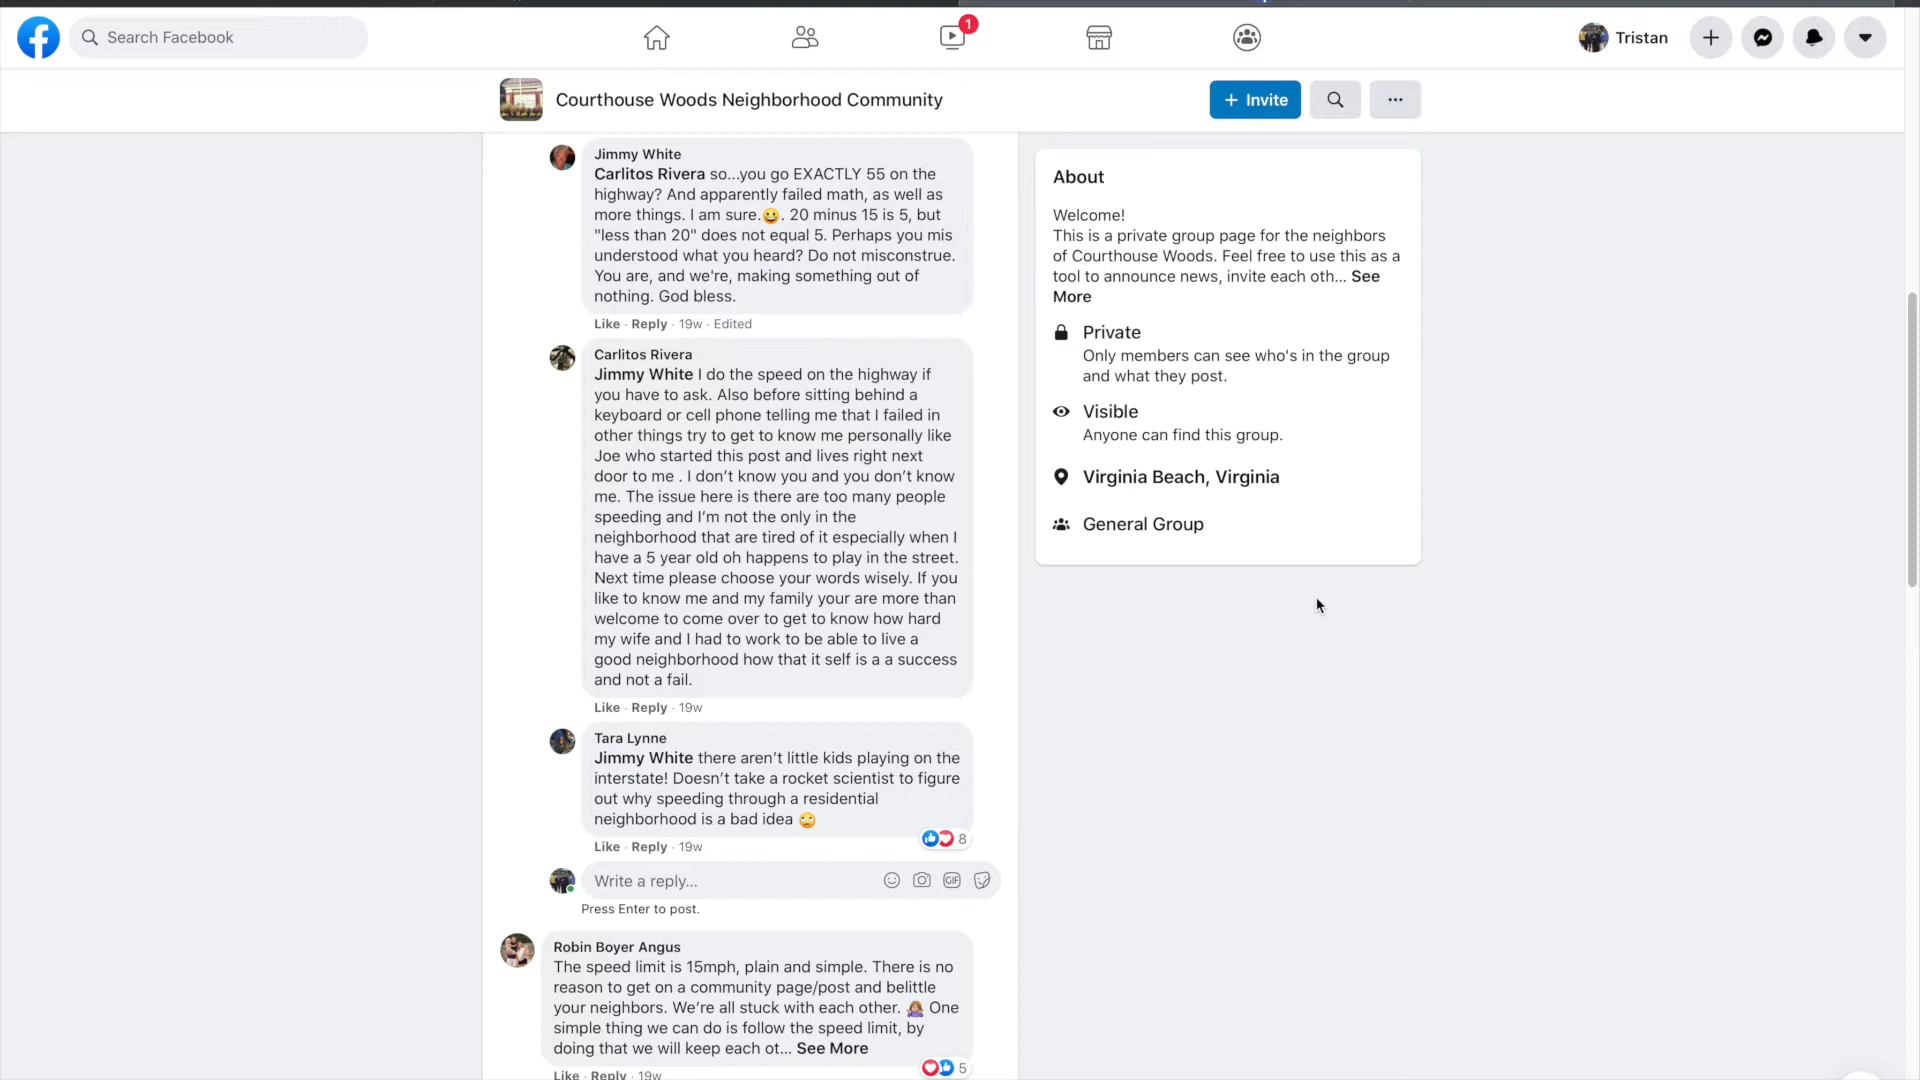 Search Facebook
1
Tristan
Courthouse Woods Neighborhood Community
+ Invite
Jimmy White
Carlitos Rivera so...you go EXACTLY 55 on the
highway? And apparently failed math, as well as
more things. I am sure.😀. 20 minus 15 is 5, but
"less than 20" does not equal 5. Perhaps you mis
understood what you heard? Do not misconstrue.
You are, and we're, making something out of
nothing. God bless.
Like · Reply · 19w · Edited
Carlitos Rivera
Jimmy White I do the speed on the highway if
you have to ask. Also before sitting behind a
keyboard or cell phone telling me that I failed in
other things try to get to know me personally like
Joe who started this post and lives right next
door to me . I don’t know you and you don’t know
me. The issue here is there are too many people
speeding and I’m not the only in the
neighborhood that are tired of it especially when I
have a 5 year old oh happens to play in the street.
Next time please choose your words wisely. If you
like to know me and my family your are more than
welcome to come over to get to know how hard
my wife and I had to work to be able to live a
good neighborhood how that it self is a a success
and not a fail.
Like · Reply · 19w
Tara Lynne
Jimmy White there aren’t little kids playing on the
interstate! Doesn’t take a rocket scientist to figure
out why speeding through a residential
neighborhood is a bad idea 🙄
8
Like · Reply · 19w
Write a reply...
GIF
Press Enter to post.
Robin Boyer Angus
The speed limit is 15mph, plain and simple. There is no
reason to get on a community page/post and belittle
your neighbors. We’re all stuck with each other. 🤷🏼‍♀️ One
simple thing we can do is follow the speed limit, by
doing that we will keep each ot... See More
5
Like · Reply · 19w
About
Welcome!
This is a private group page for the neighbors
of Courthouse Woods. Feel free to use this as a
tool to announce news, invite each oth... See
More
Private
Only members can see who's in the group
and what they post.
Visible
Anyone can find this group.
Virginia Beach, Virginia
General Group